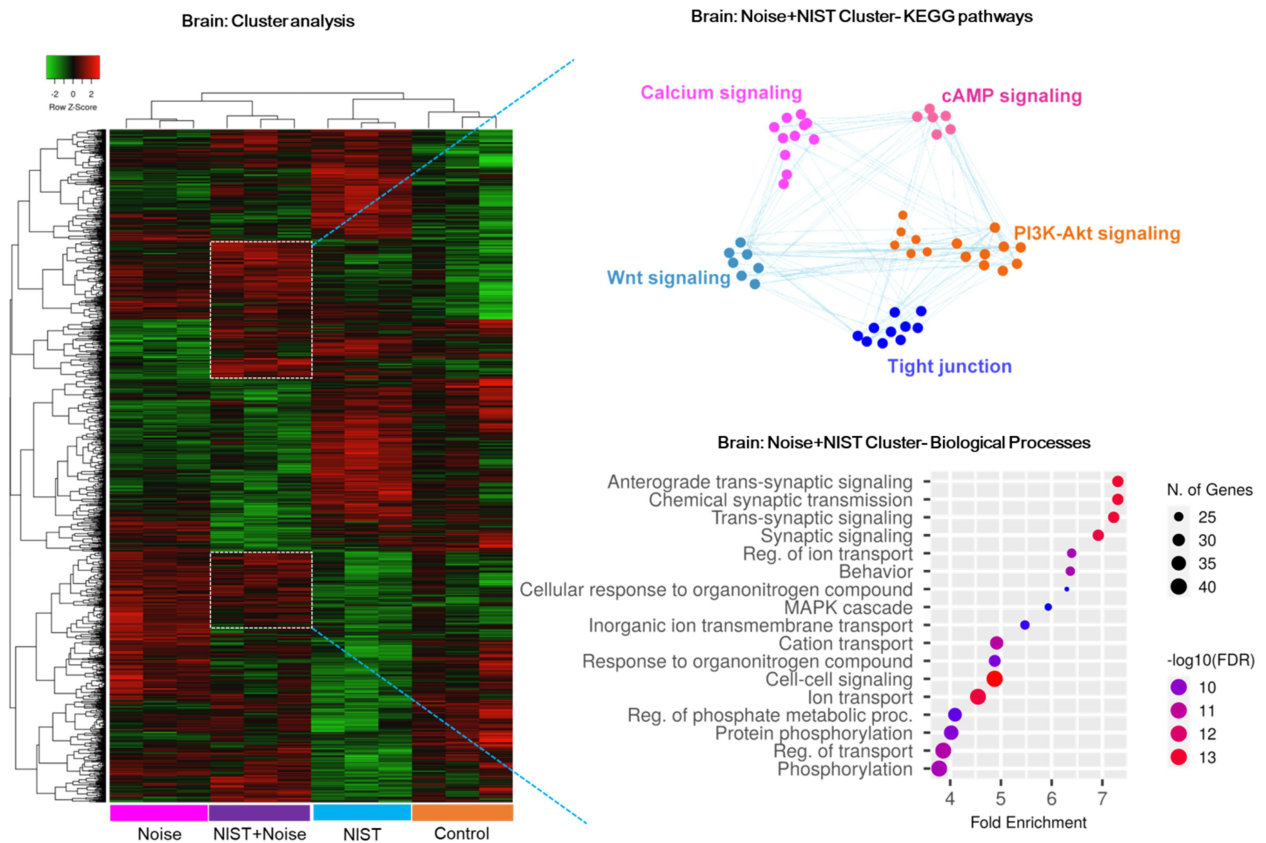 Brain: Cluster analysis
-2 0 2
Row Z-Score
Noise NIST+Noise NIST Control
Brain: Noise+NIST Cluster- KEGG pathways
Calcium signaling
cAMP signaling
PI3K-Akt signaling
Wnt signaling
Tight junction
Brain: Noise+NIST Cluster- Biological Processes
Anterograde trans-synaptic signaling
Chemical synaptic transmission
Trans-synaptic signaling
Synaptic signaling
Reg. of ion transport
Behavior
Cellular response to organonitrogen compound
MAPK cascade
Inorganic ion transmembrane transport
Cation transport
Response to organonitrogen compound
Cell-cell signaling
Ion transport
Reg. of phosphate metabolic proc.
Protein phosphorylation
Reg. of transport
Phosphorylation
4 5 6 7
Fold Enrichment
N. of Genes
25
30
35
40
-log10(FDR)
10
11
12
13